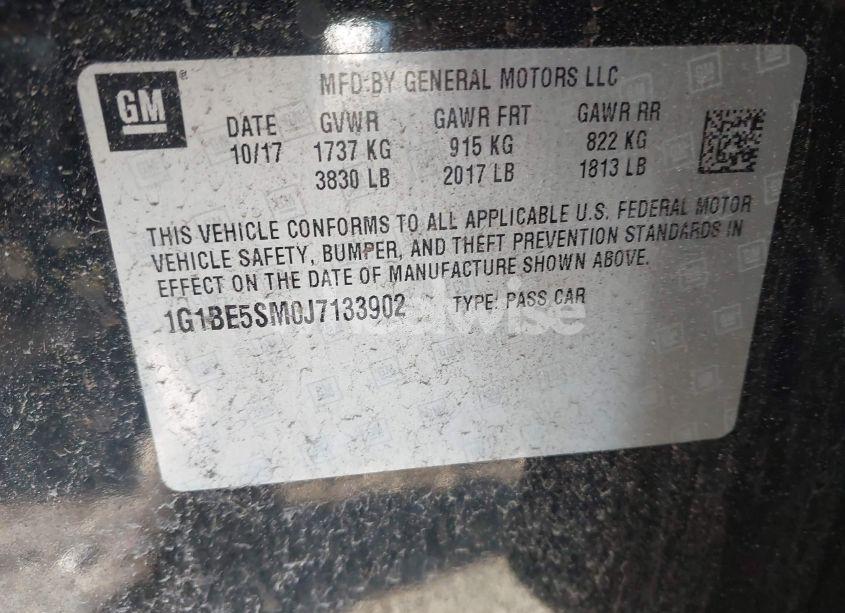 GM
MFD BY GENERAL MOTORS LLC
DATE GVWR GAWR FRT GAWR RR
10/17 1737 KG 915 KG 822 KG
3830 LB 2017 LB 1813 LB
THIS VEHICLE CONFORMS TO ALL APPLICABLE U.S. FEDERAL MOTOR
VEHICLE SAFETY, BUMPER, AND THEFT PREVENTION STANDARDS IN
EFFECT ON THE DATE OF MANUFACTURE SHOWN ABOVE.
1G1BE5SM0J7133902 TYPE: PASS CAR